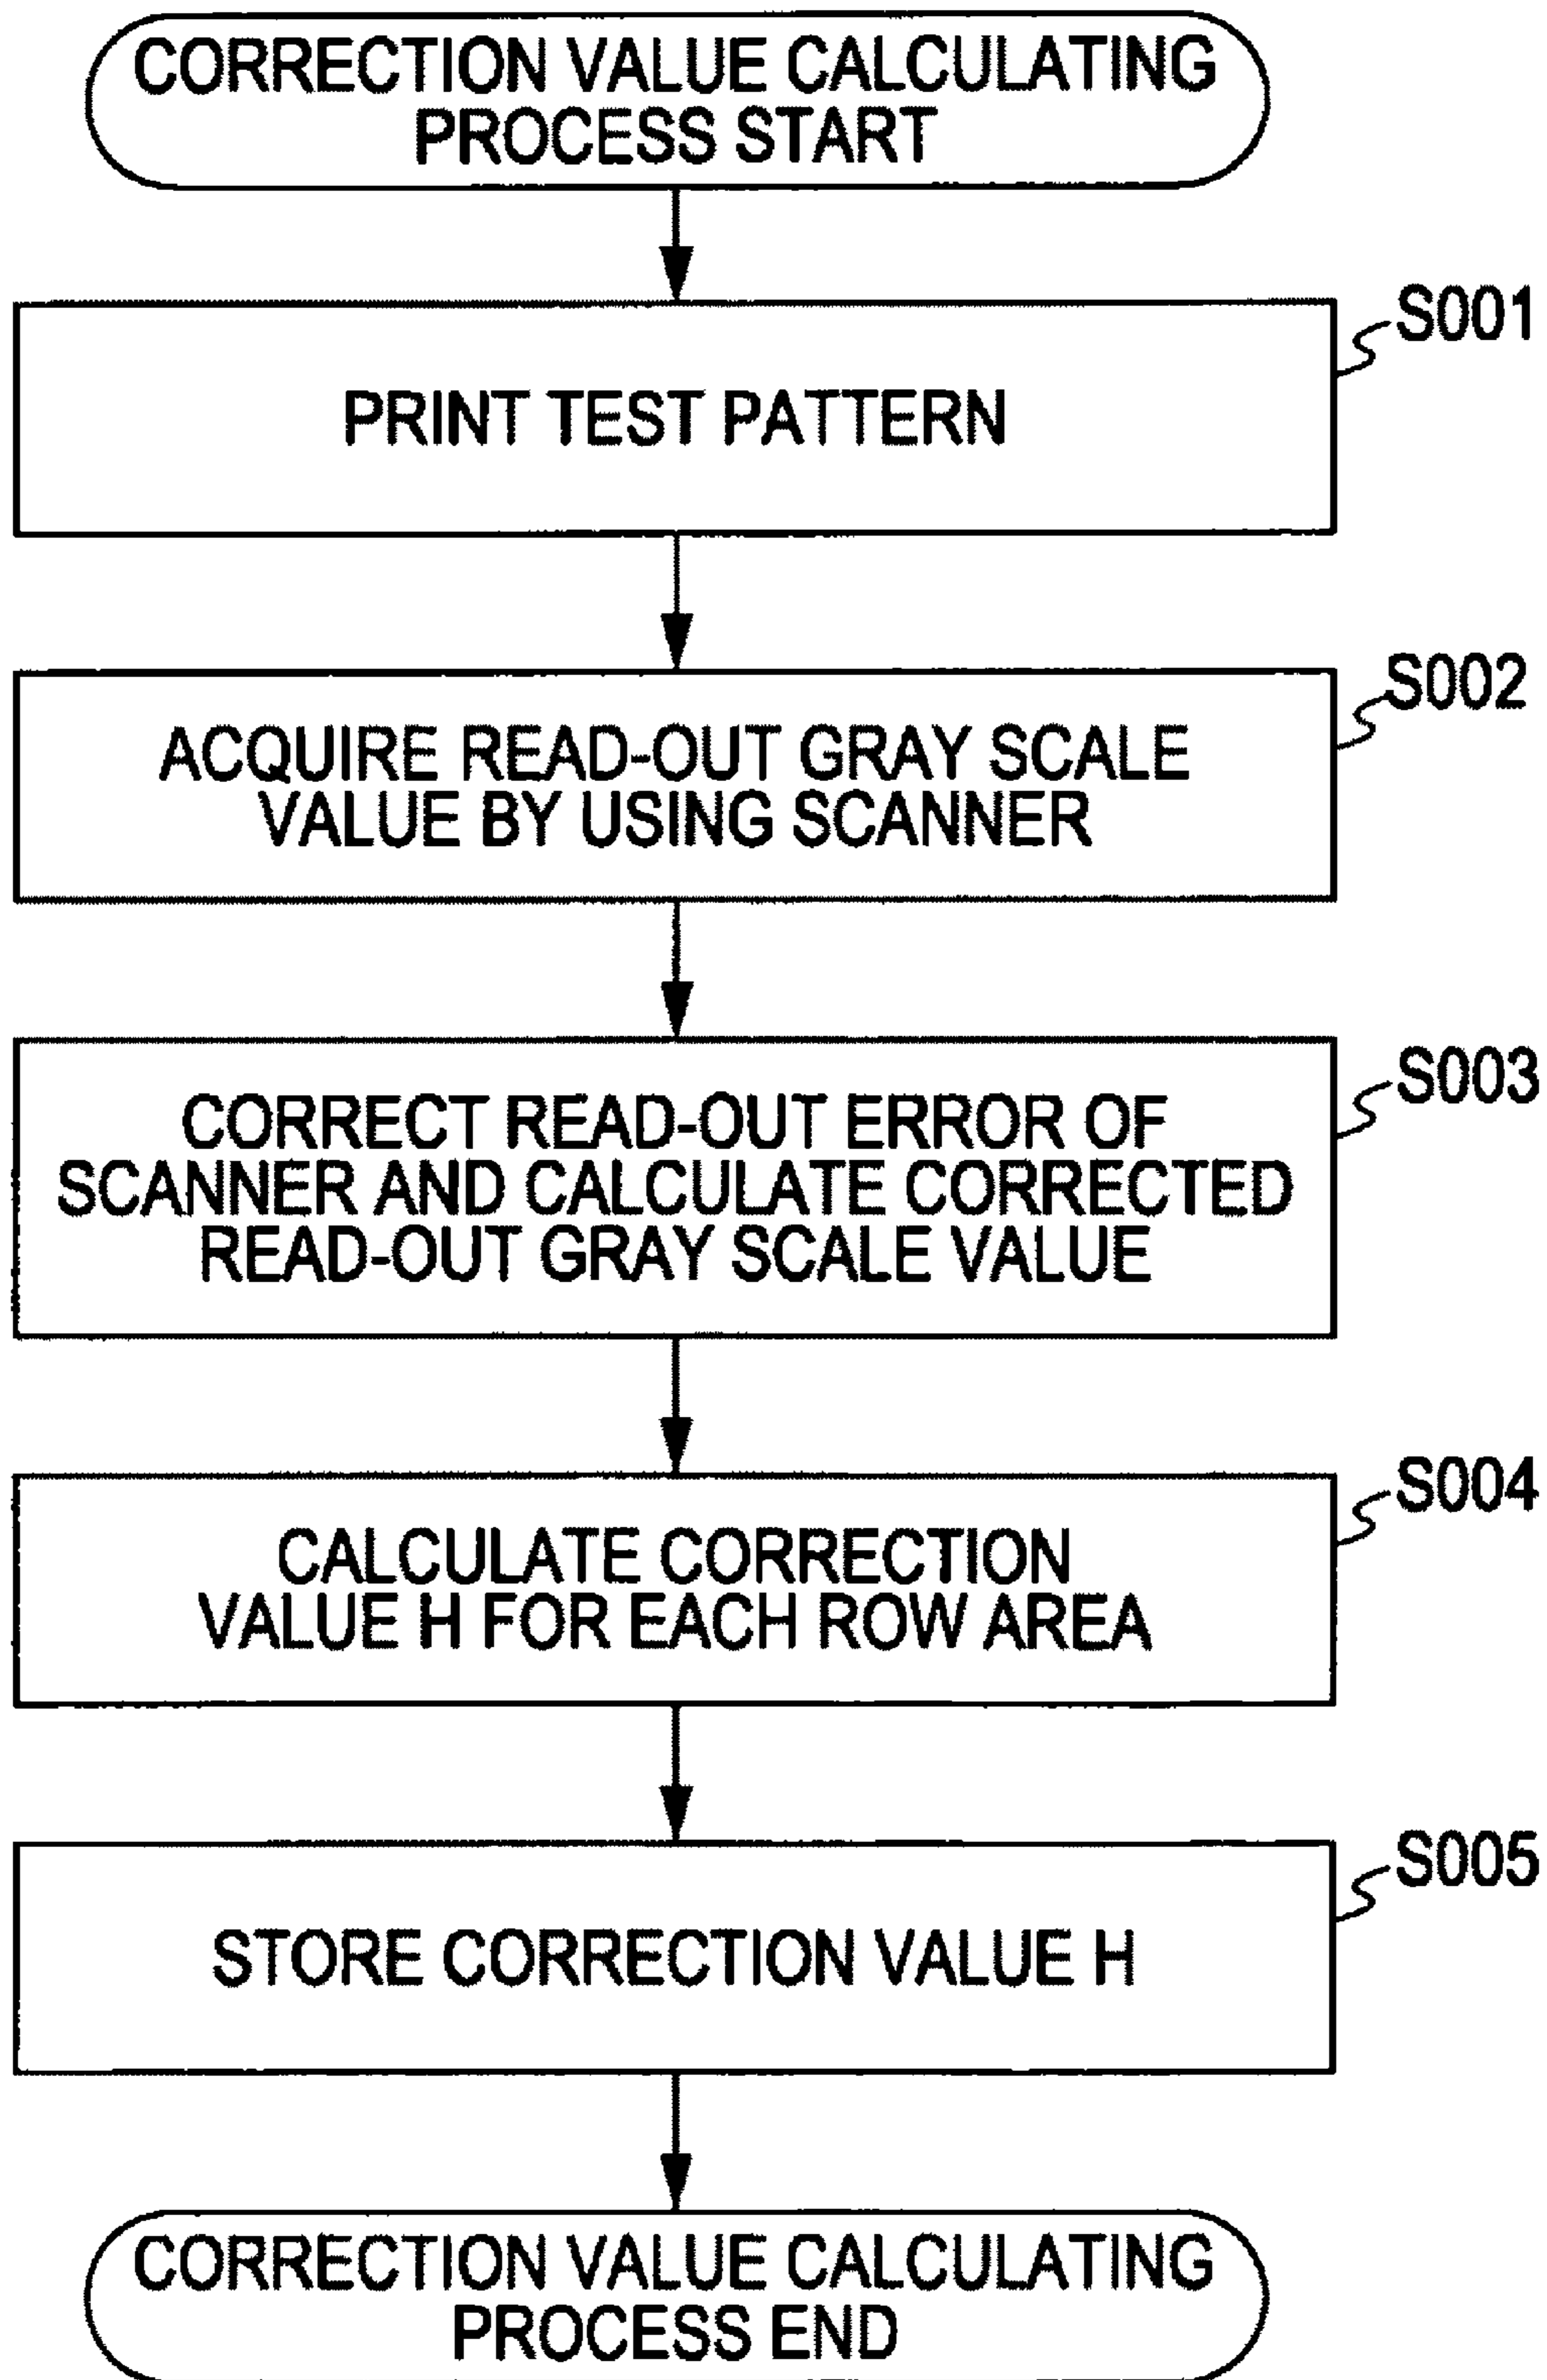 CORRECTION VALUE CALCULATING
PROCESS START
S001
PRINT TEST PATTERN
S002
ACQUIRE READ-OUT GRAY SCALE
VALUE BY USING SCANNER
S003
CORRECT READ-OUT ERROR OF
SCANNER AND CALCULATE CORRECTED
READ-OUT GRAY SCALE VALUE
S004
CALCULATE CORRECTION
VALUE H FOR EACH ROW AREA
S005
STORE CORRECTION VALUE H
CORRECTION VALUE CALCULATING
PROCESS END